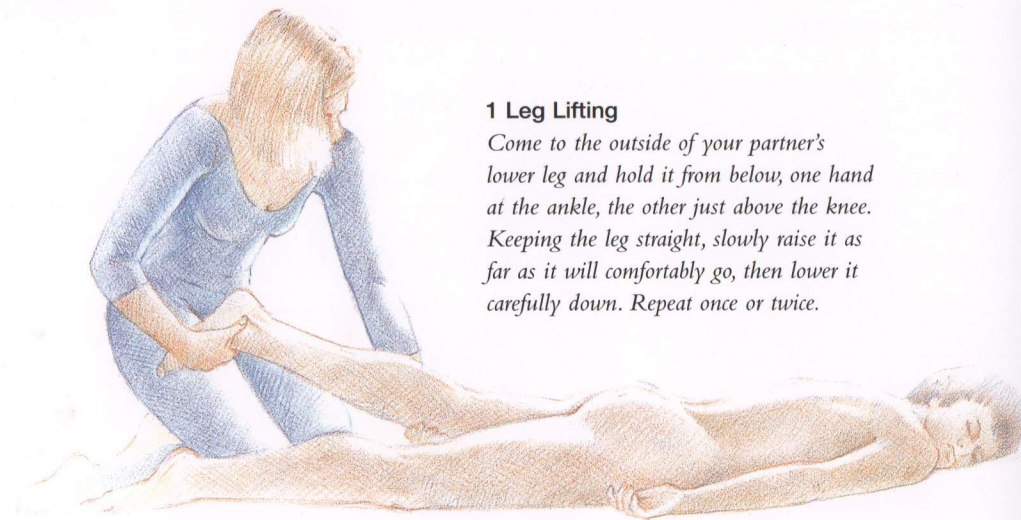 1 Leg Lifting
Come to the outside of your partner's
lower leg and hold it from below, one hand
at the ankle, the other just above the knee.
Keeping the leg straight, slowly raise it as
far as it will comfortably go, then lower it
carefully down. Repeat once or twice.